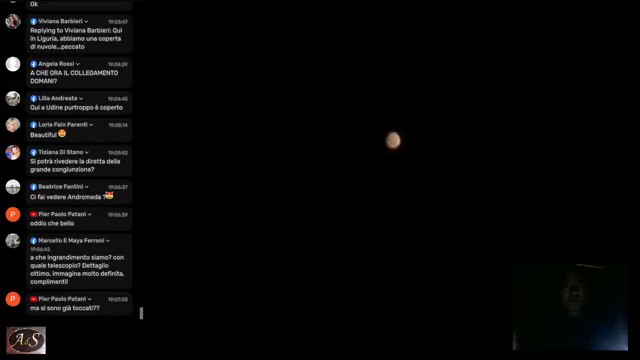 Ok
Viviana Barbieri 19:03:47
Replying to Viviana Barbieri: Qui
in Liguria, abbiamo una coperta
di nuvole...peccato
Angela Rossi 19:04:39
A CHE ORA IL COLLEGAMENTO
DOMANI?
Lilia Andreata 19:04:45
Qui a Udine purtroppo è coperto
Lorie Fain Parenti 19:05:14
Beautiful 🤩
Tiziana Di Stano 19:05:52
Si potrà rivedere la diretta della
grande congiunzione?
Beatrice Fantini 19:06:37
Ci fai vedere Andromeda ?😍
Pier Paolo Patani 19:06:39
oddio che bello
Marcello E Maya Ferroni
19:06:42
a che ingrandimento siamo? con
quale telescopio? Dettaglio
ottimo, immagine molto definita,
complimenti!
Pier Paolo Patani 19:07:03
ma si sono già toccati??
AdS